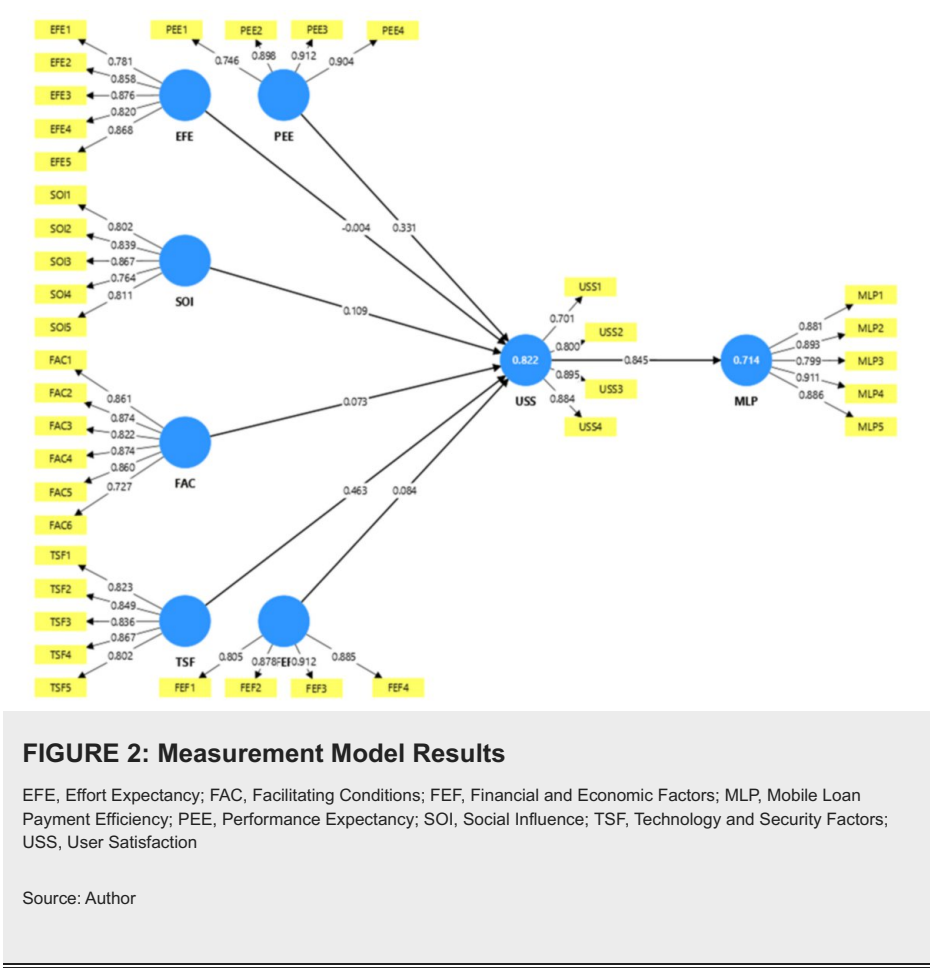 EFE1
PEE1
PEE2
PEE3
PEE4
0.781
0.746
0.898
0.912
0.904
EFE2
0.858
EFE3
0.876
EFE4
0.820
EFE5
0.868
EFE
PEE
SOI1
0.802
SOI2
0.839
SOI3
0.867
SOI4
0.764
SOI5
0.811
SOI
-0.004
0.331
0.109
FAC1
0.861
FAC2
0.874
FAC3
0.822
FAC4
0.874
FAC5
0.860
FAC6
0.727
FAC
0.073
USS1
0.701
USS2
0.800
0.822
0.895
USS3
0.884
USS4
USS
0.845
0.714
MLP
MLP1
0.881
MLP2
0.893
MLP3
0.799
MLP4
0.911
MLP5
0.886
0.463
0.084
TSF1
0.823
TSF2
0.849
TSF3
0.836
TSF4
0.867
TSF5
0.802
TSF
0.805
0.878
0.912
0.885
FEF1
FEF2
FEF3
FEF4
FIGURE 2: Measurement Model Results
EFE, Effort Expectancy; FAC, Facilitating Conditions; FEF, Financial and Economic Factors; MLP, Mobile Loan
Payment Efficiency; PEE, Performance Expectancy; SOI, Social Influence; TSF, Technology and Security Factors;
USS, User Satisfaction
Source: Author